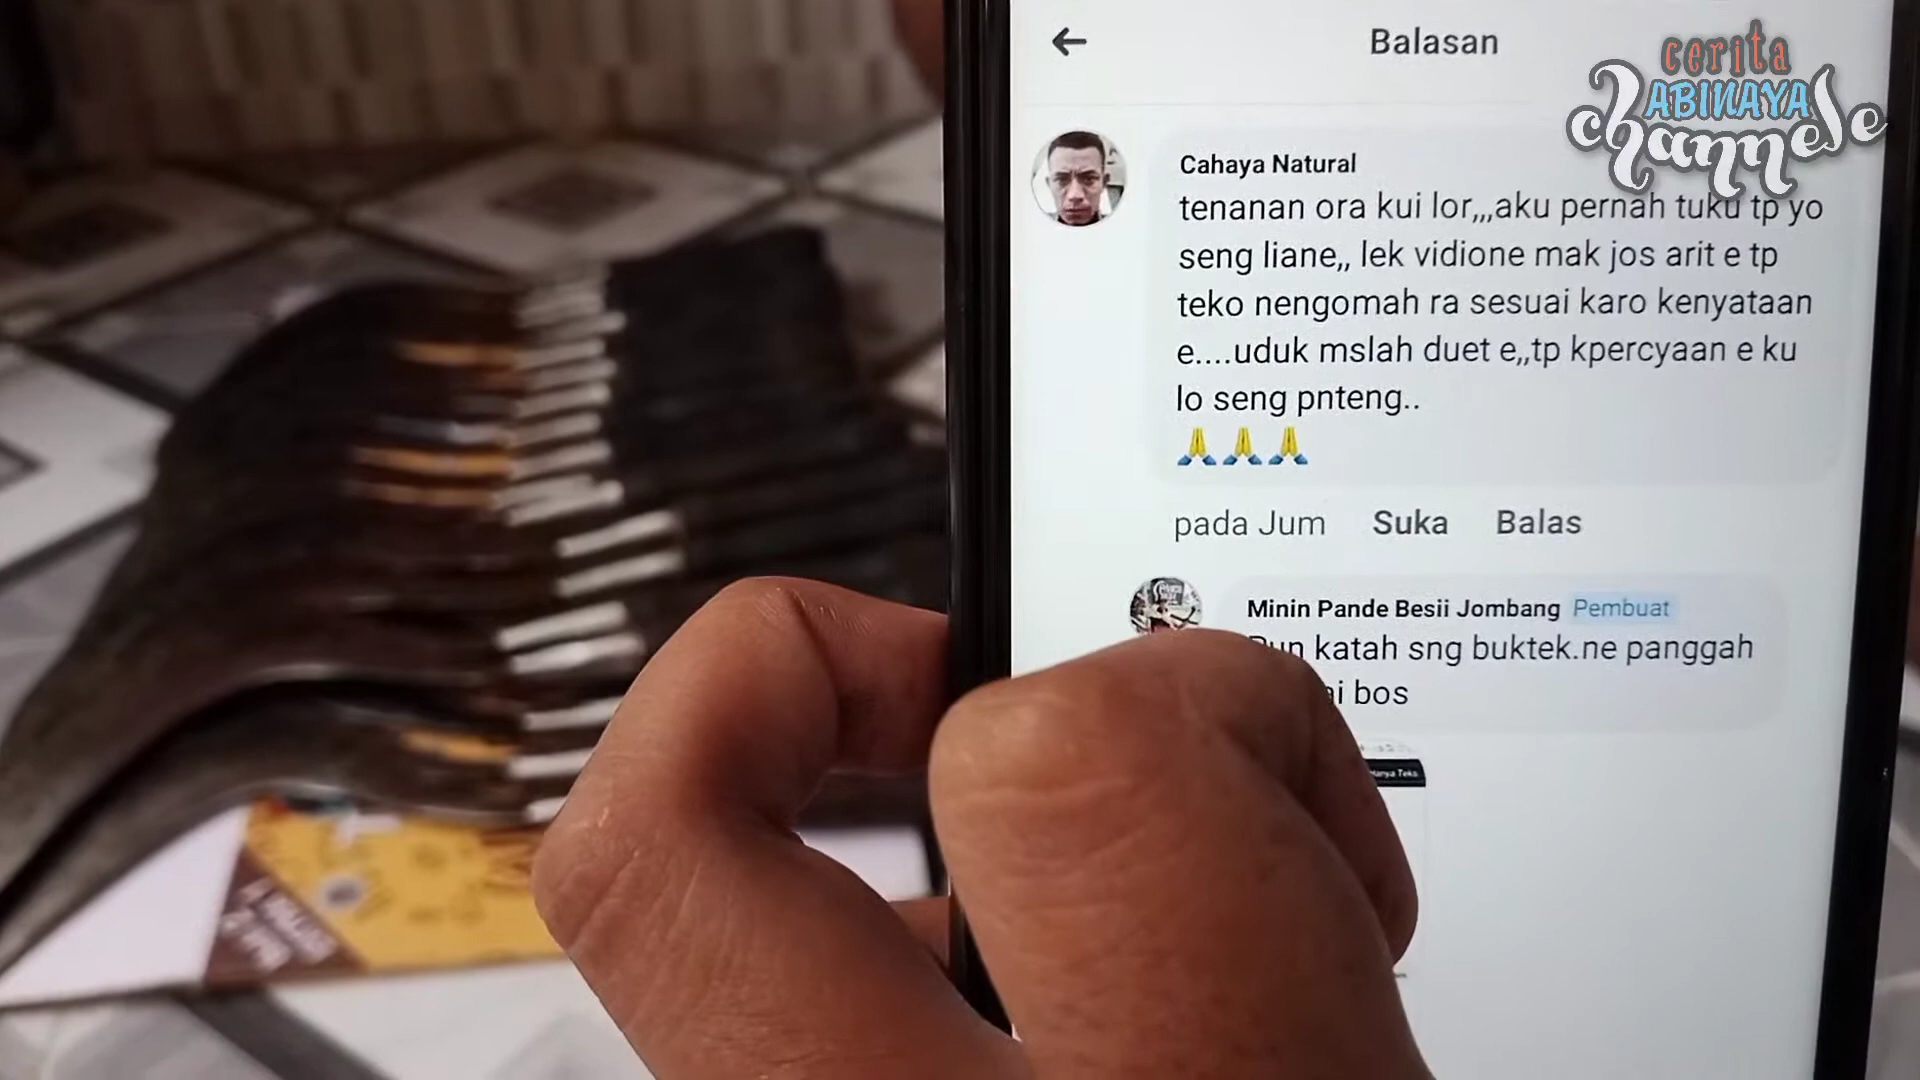 Balasan
cerita
ABINAYA
channele
Cahaya Natural
tenanan ora kui lor,,,aku pernah tuku tp yo
seng liane,, lek vidione mak jos arit e tp
teko nengomah ra sesuai karo kenyataan
e....uduk mslah duet e,,tp kpercyaan e ku
lo seng pnteng..
🙏🙏🙏
pada Jum Suka Balas
Minin Pande Besii Jombang Pembuat
katah sng buktek.ne panggah
bos
Teks